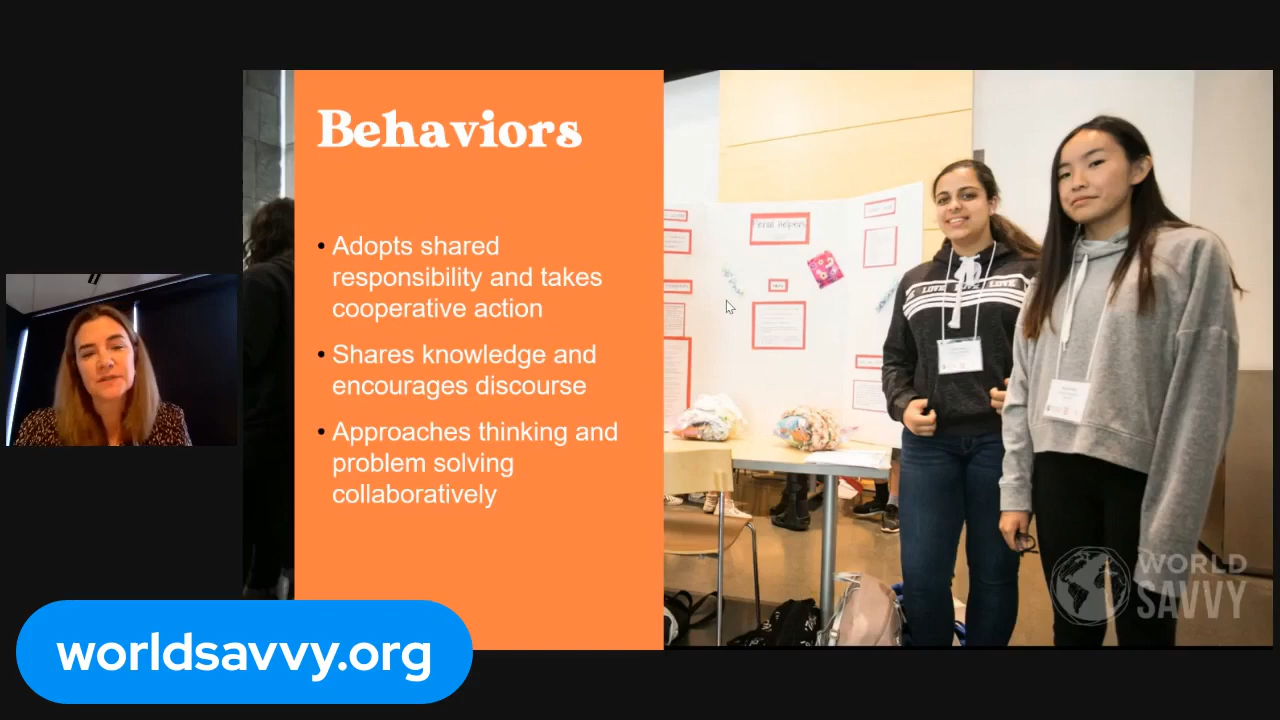 Behaviors
• Adopts shared
responsibility and takes
cooperative action
• Shares knowledge and
encourages discourse
• Approaches thinking and
problem solving
collaboratively
LOVE LOVE LOVE
WORLD
SAVVY
worldsavvy.org